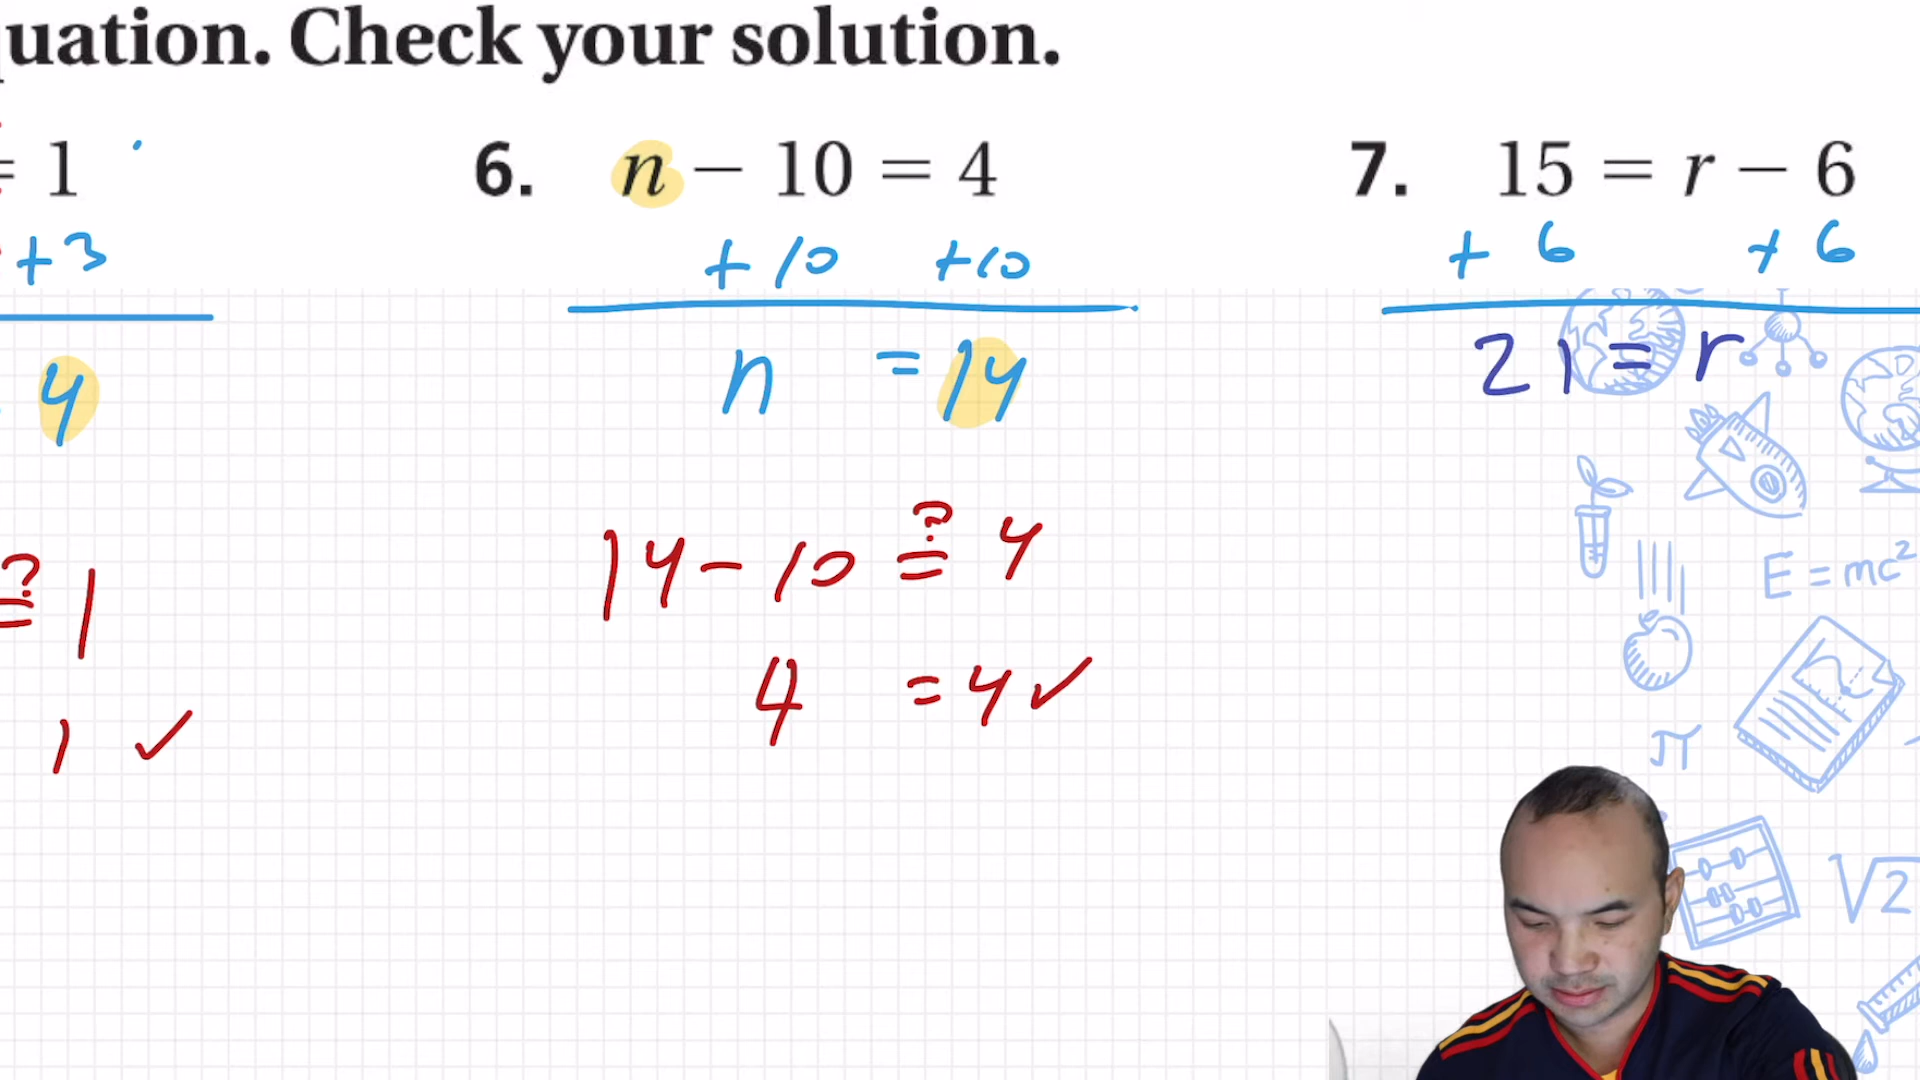 uation. Check your solution.
= 1
+3
4
? = 1
1 ✓
6. n − 10 = 4
+10 +10
n = 14
14 − 10 ≟ 4
4 = 4 ✓
7. 15 = r − 6
+ 6 + 6
21 = r
E = mc²
π
√2